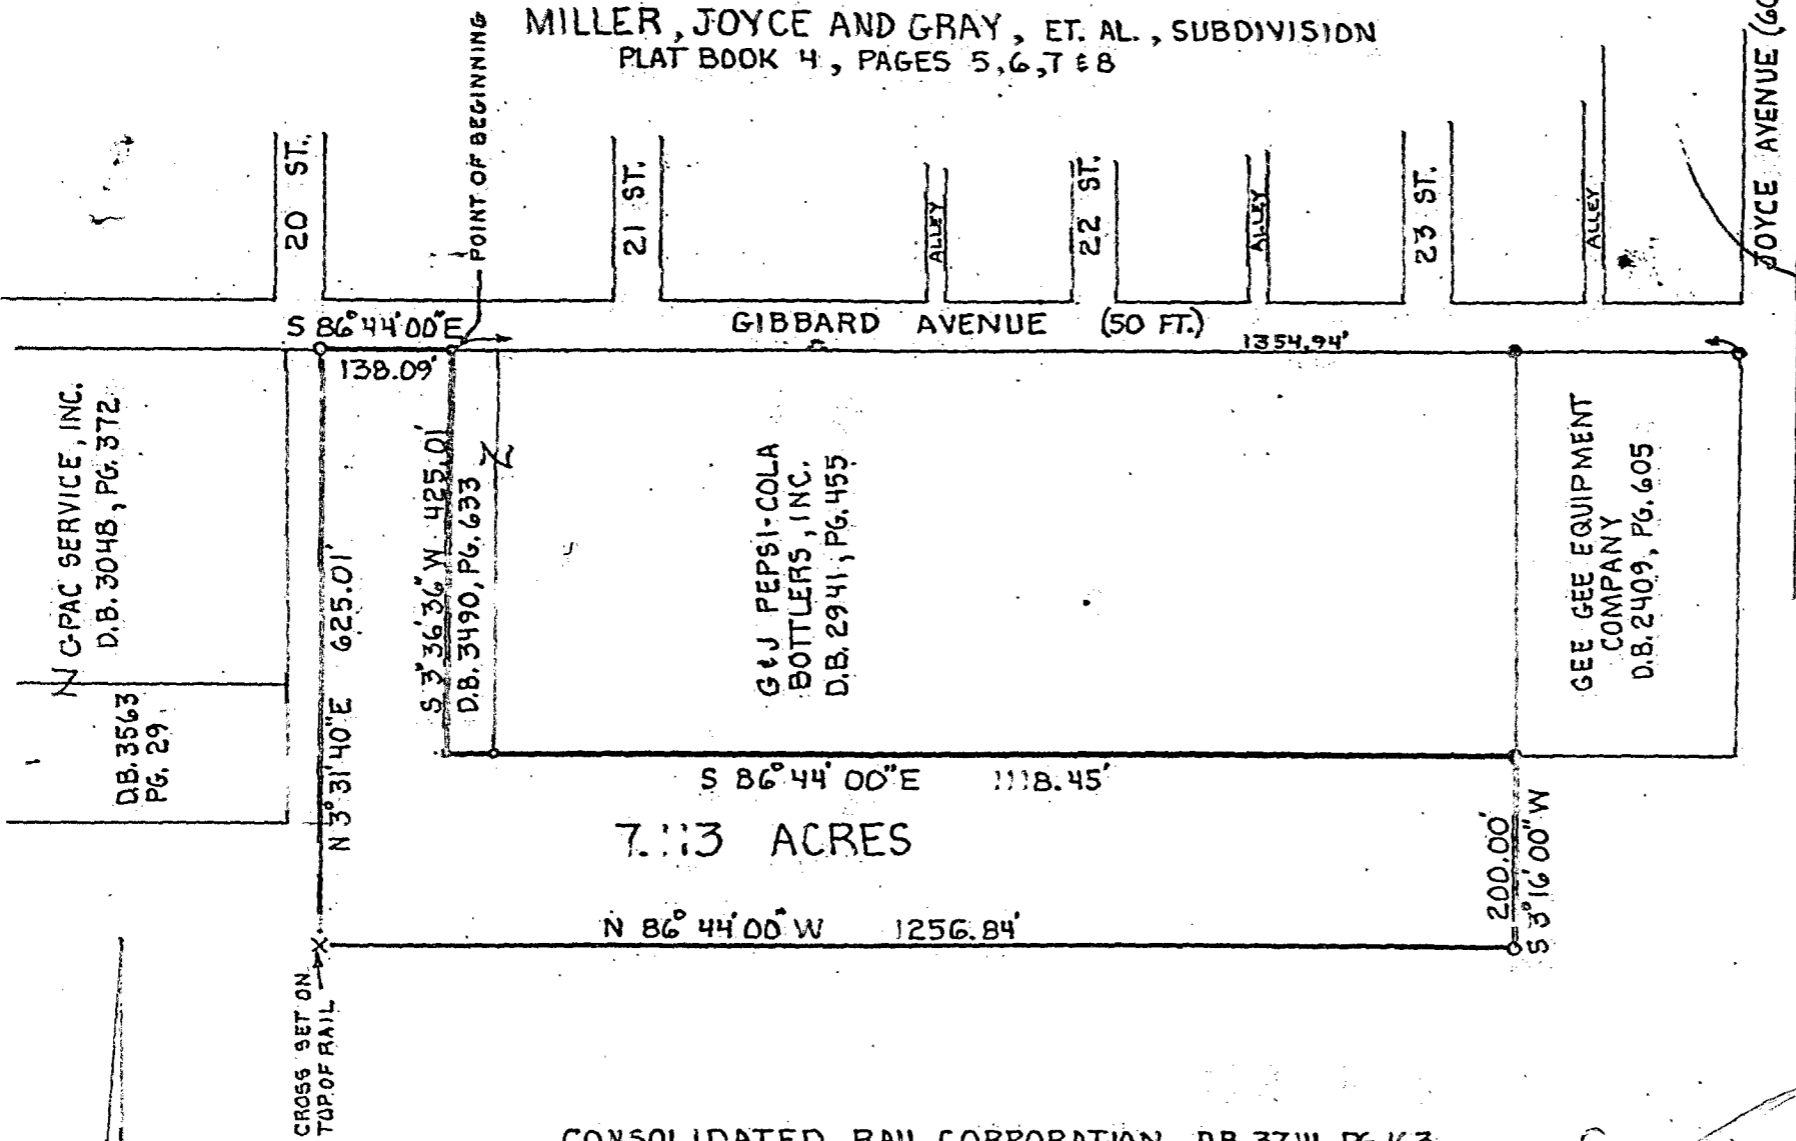 MILLER, JOYCE AND GRAY, ET. AL., SUBDIVISION
PLAT BOOK 4, PAGES 5,6,7 & 8
JOYCE AVENUE
POINT OF BEGINNING
20 ST.
21 ST.
ALLEY
22 ST.
ALLEY
23 ST.
ALLEY
S 86° 44' 00" E
138.09'
GIBBARD AVENUE (50 FT.)
1354.94'
SERVICE, INC.
D.B. 3048, PG. 372
D.B. 3563
PG. 29
N 3° 31' 40" E 625.01'
S 3° 36' 36" W 425.01'
D.B. 3490, PG. 633
G & J PEPSI-COLA
BOTTLERS, INC.
D.B. 2941, PG. 455
GEE GEE EQUIPMENT
COMPANY
D.B. 2409, PG. 605
S 86° 44' 00" E 1118.45'
ACRES
N 86° 44' 00" W 1256.84'
200.00'
S 3° 16' 00" W
CROSS SET ON
TOP OF RAIL
CONSOLIDATED RAIL CORPORATION